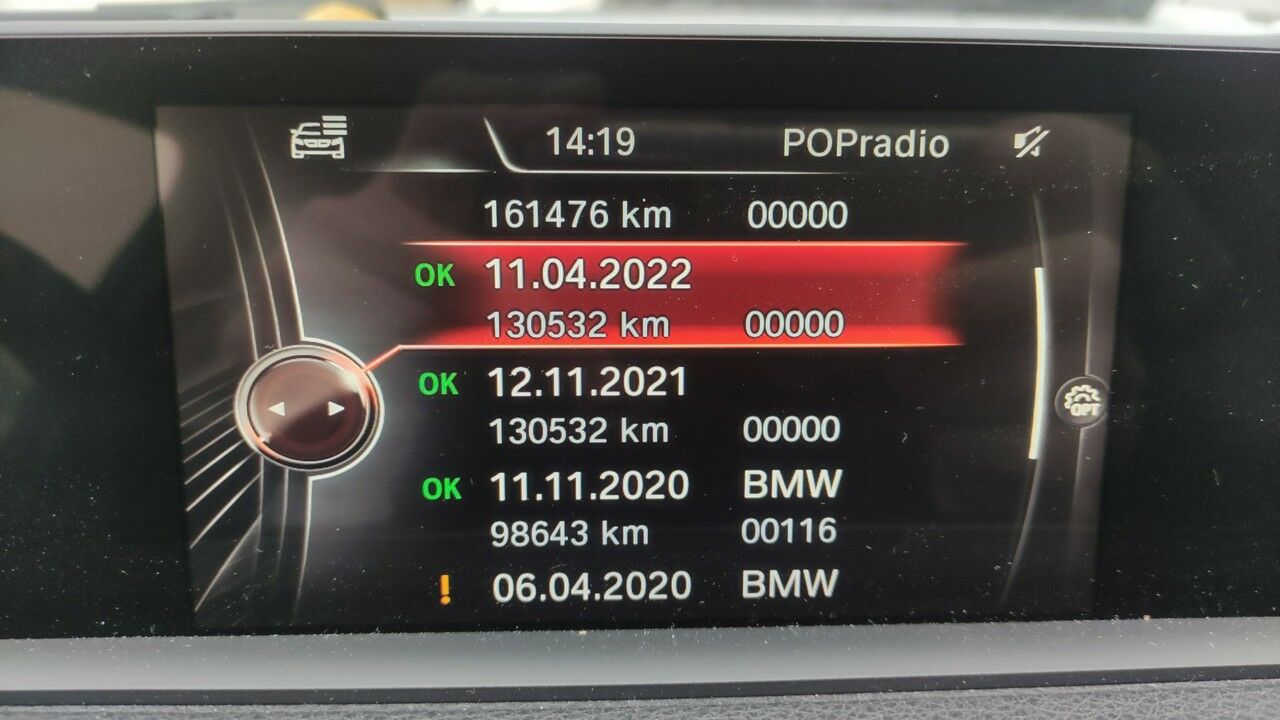 14:19 POPradio
161476 km 00000
OK 11.04.2022
130532 km 00000
OK 12.11.2021
130532 km 00000
OK 11.11.2020 BMW
98643 km 00116
! 06.04.2020 BMW
OPT